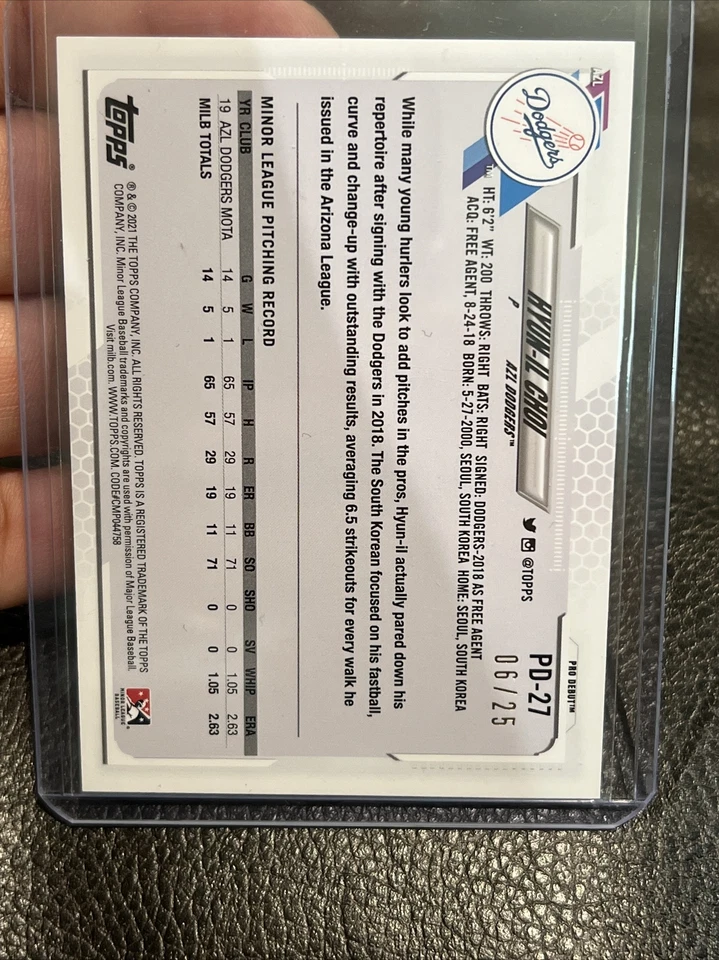 PRO DEBUT™
PD-27
06/25
AZL
Dodgers
HYUN-IL CHOI
P AZL DODGERS™
@TOPPS
HT: 6'2" WT: 200 THROWS: RIGHT BATS: RIGHT SIGNED: DODGERS-2018 AS FREE AGENT
ACQ: FREE AGENT, 8-24-18 BORN: 5-27-2000, SEOUL, SOUTH KOREA HOME: SEOUL, SOUTH KOREA
While many young hurlers look to add pitches in the pros, Hyun-il actually pared down his
repertoire after signing with the Dodgers in 2018. The South Korean focused on his fastball,
curve and change-up with outstanding results, averaging 6.5 strikeouts for every walk he
issued in the Arizona League.
MINOR LEAGUE PITCHING RECORD
YR CLUB G W L IP H R ER BB SO SHO SV WHIP ERA
19 AZL DODGERS MOTA 14 5 1 65 57 29 19 11 71 0 0 1.05 2.63
MILB TOTALS 14 5 1 65 57 29 19 11 71 0 0 1.05 2.63
topps®
® & © 2021 THE TOPPS COMPANY, INC. ALL RIGHTS RESERVED. TOPPS IS A REGISTERED TRADEMARK OF THE TOPPS
COMPANY, INC. Minor League Baseball trademarks and copyrights are used with permission of Major League Baseball.
Visit milb.com. WWW.TOPPS.COM. CODE#CMP044758
MINOR LEAGUE
BASEBALL